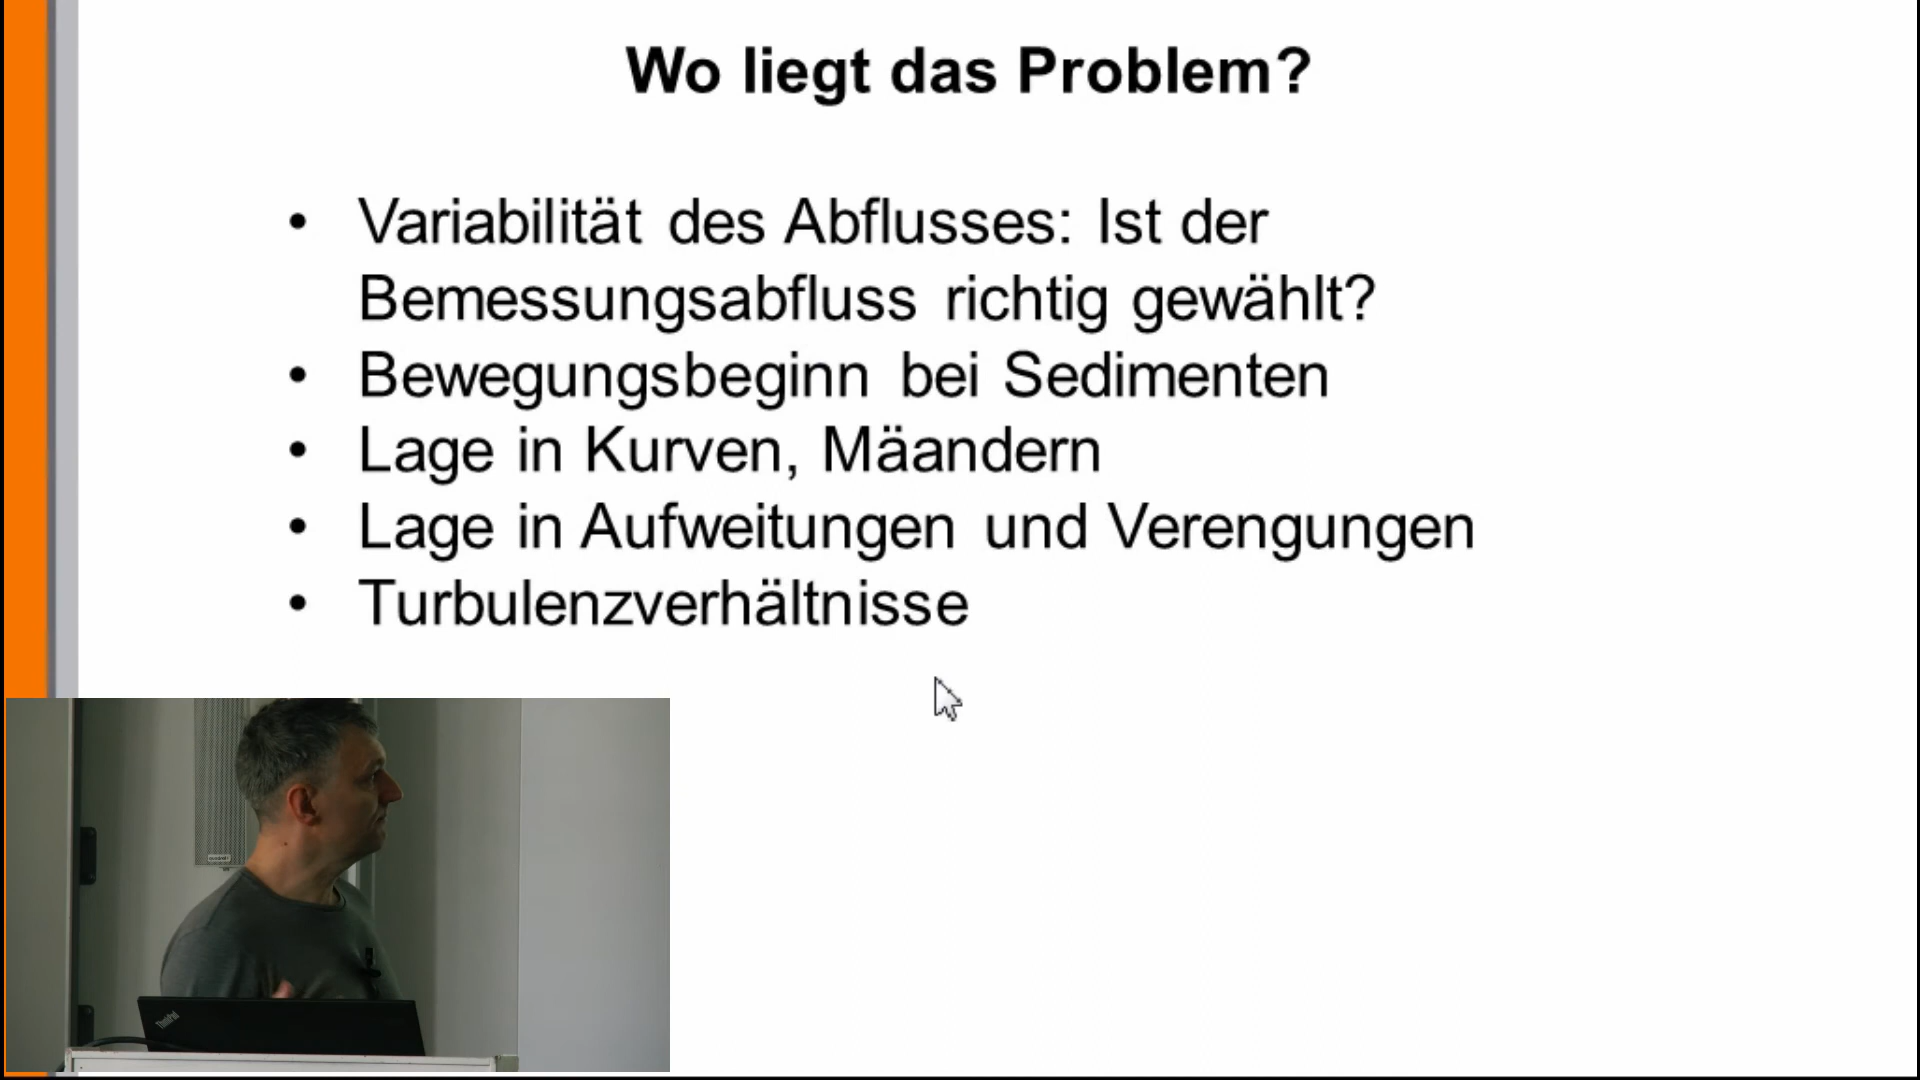 Wo liegt das Problem?
• Variabilität des Abflusses: Ist der
Bemessungsabfluss richtig gewählt?
• Bewegungsbeginn bei Sedimenten
• Lage in Kurven, Mäandern
• Lage in Aufweitungen und Verengungen
• Turbulenzverhältnisse
ThinkPad